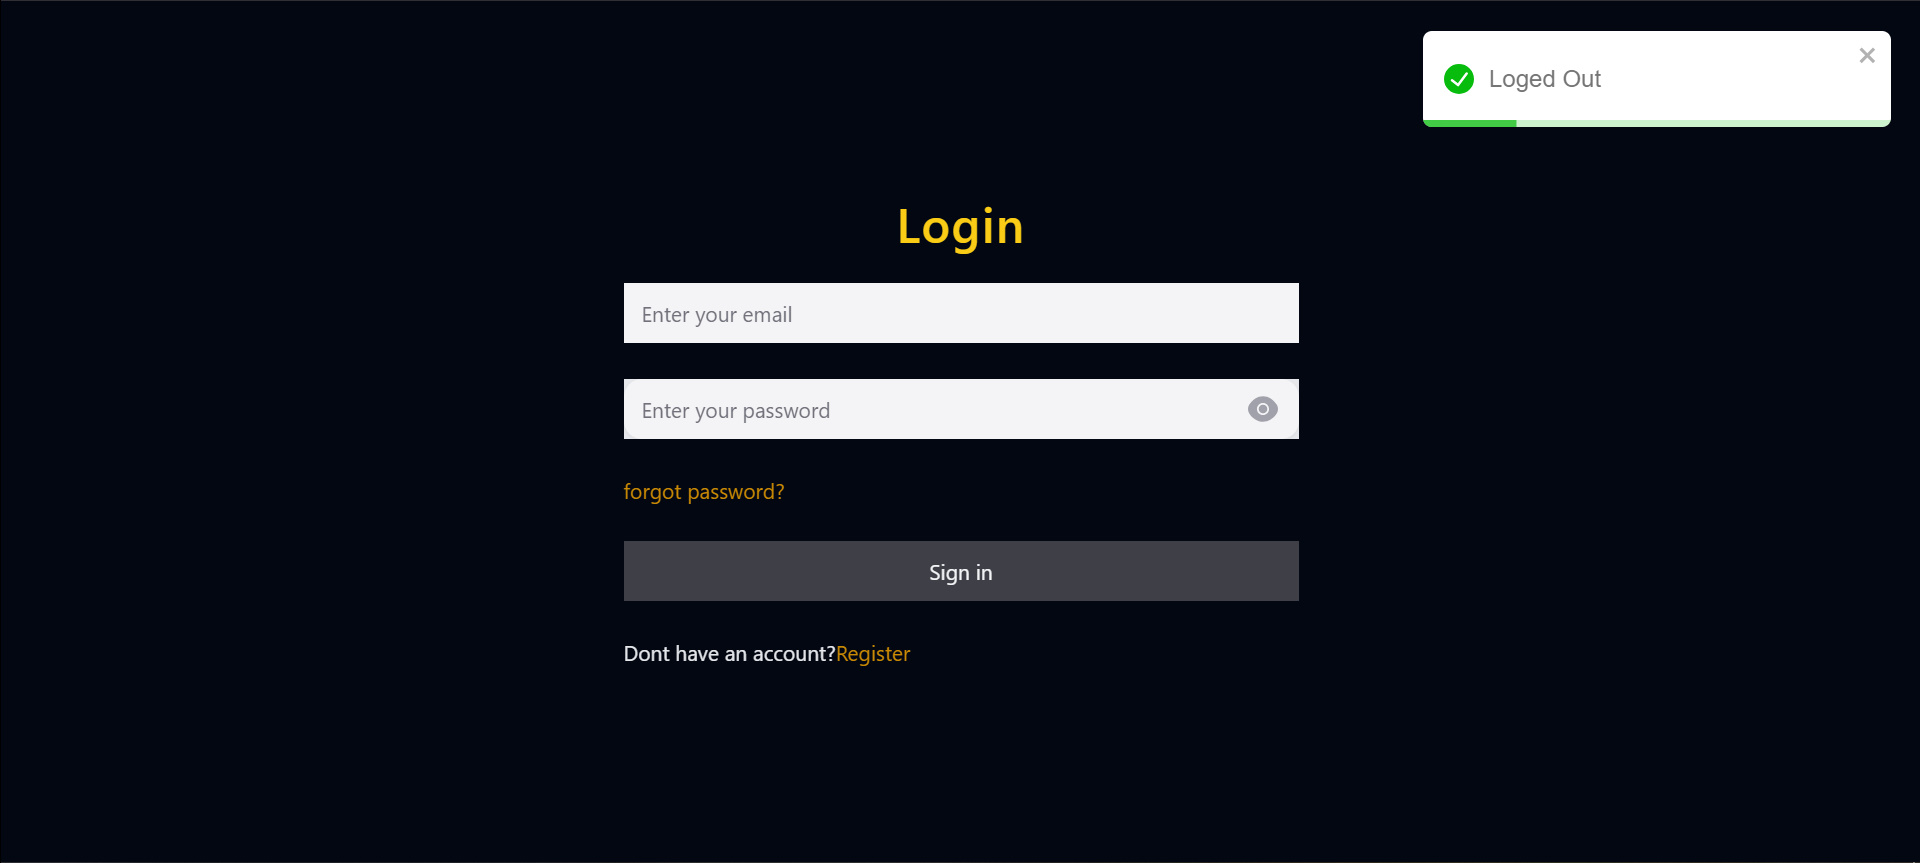 Loged Out
Login
Enter your email
Enter your password
forgot password?
Sign in
Dont have an account?Register